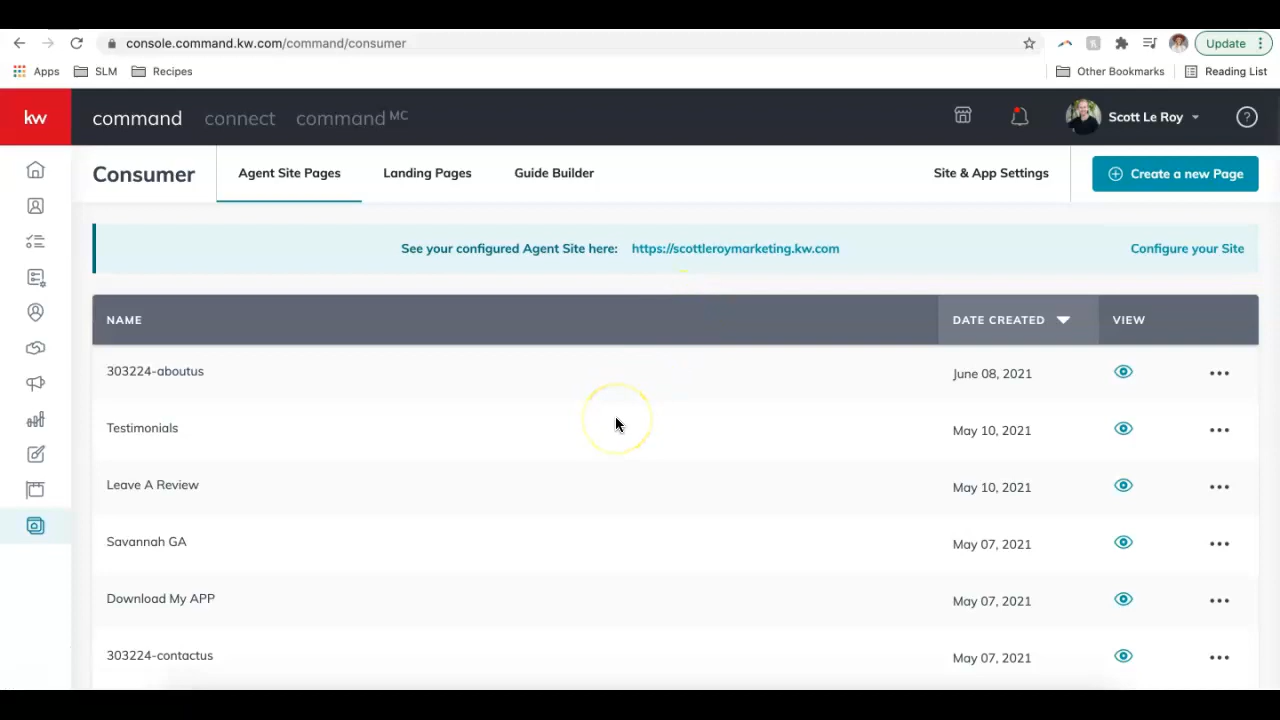 console.command.kw.com/command/consumer
Update
Apps SLM Recipes Other Bookmarks Reading List
kw command connect command MC Scott Le Roy ?
Consumer Agent Site Pages Landing Pages Guide Builder Site & App Settings Create a new Page
See your configured Agent Site here: https://scottleroymarketing.kw.com Configure your Site
NAME DATE CREATED VIEW
303224-aboutus June 08, 2021
Testimonials May 10, 2021
Leave A Review May 10, 2021
Savannah GA May 07, 2021
Download My APP May 07, 2021
303224-contactus May 07, 2021